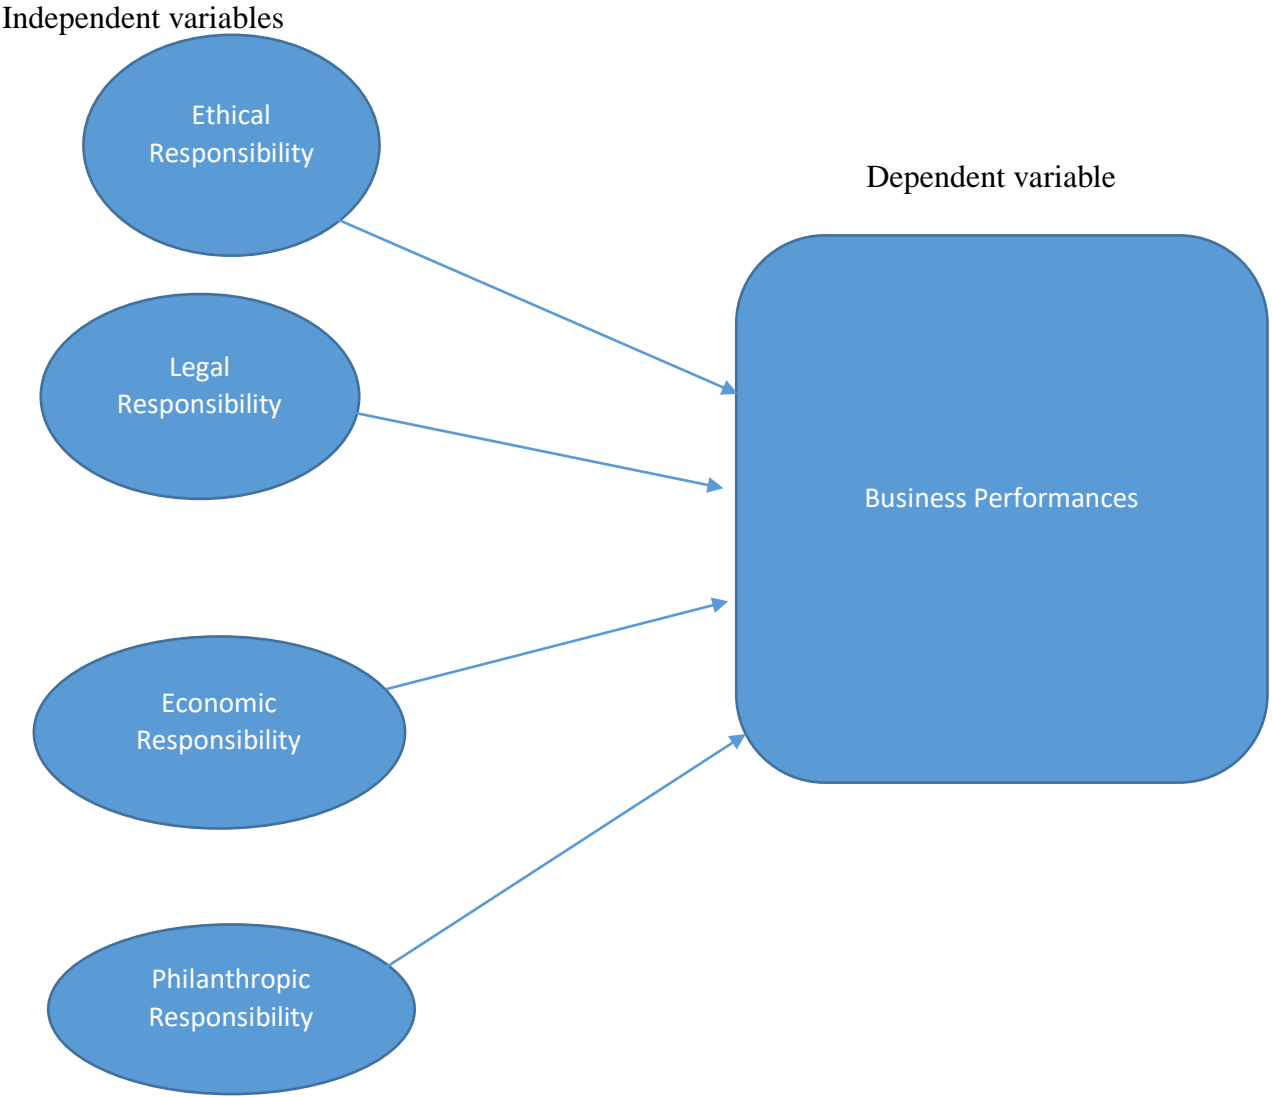 Independent variables
Ethical
Responsibility
Dependent variable
Legal
Responsibility
Business Performances
Economic
Responsibility
Philanthropic
Responsibility